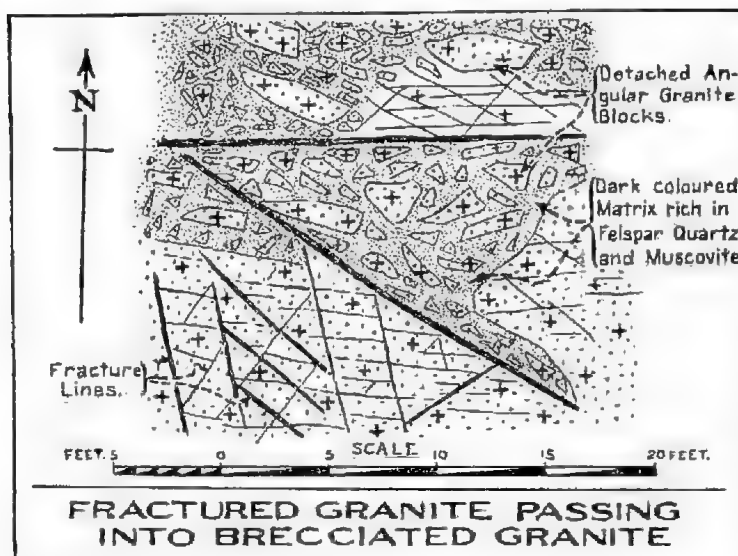 N
Detached An-
gular Granite
Blocks.
Dark coloured
Matrix rich in
Felspar Quartz
and Muscovite
Fracture
Lines.
SCALE
FEET. 5 0 5 10 15 20 FEET.
FRACTURED GRANITE PASSING
INTO BRECCIATED GRANITE